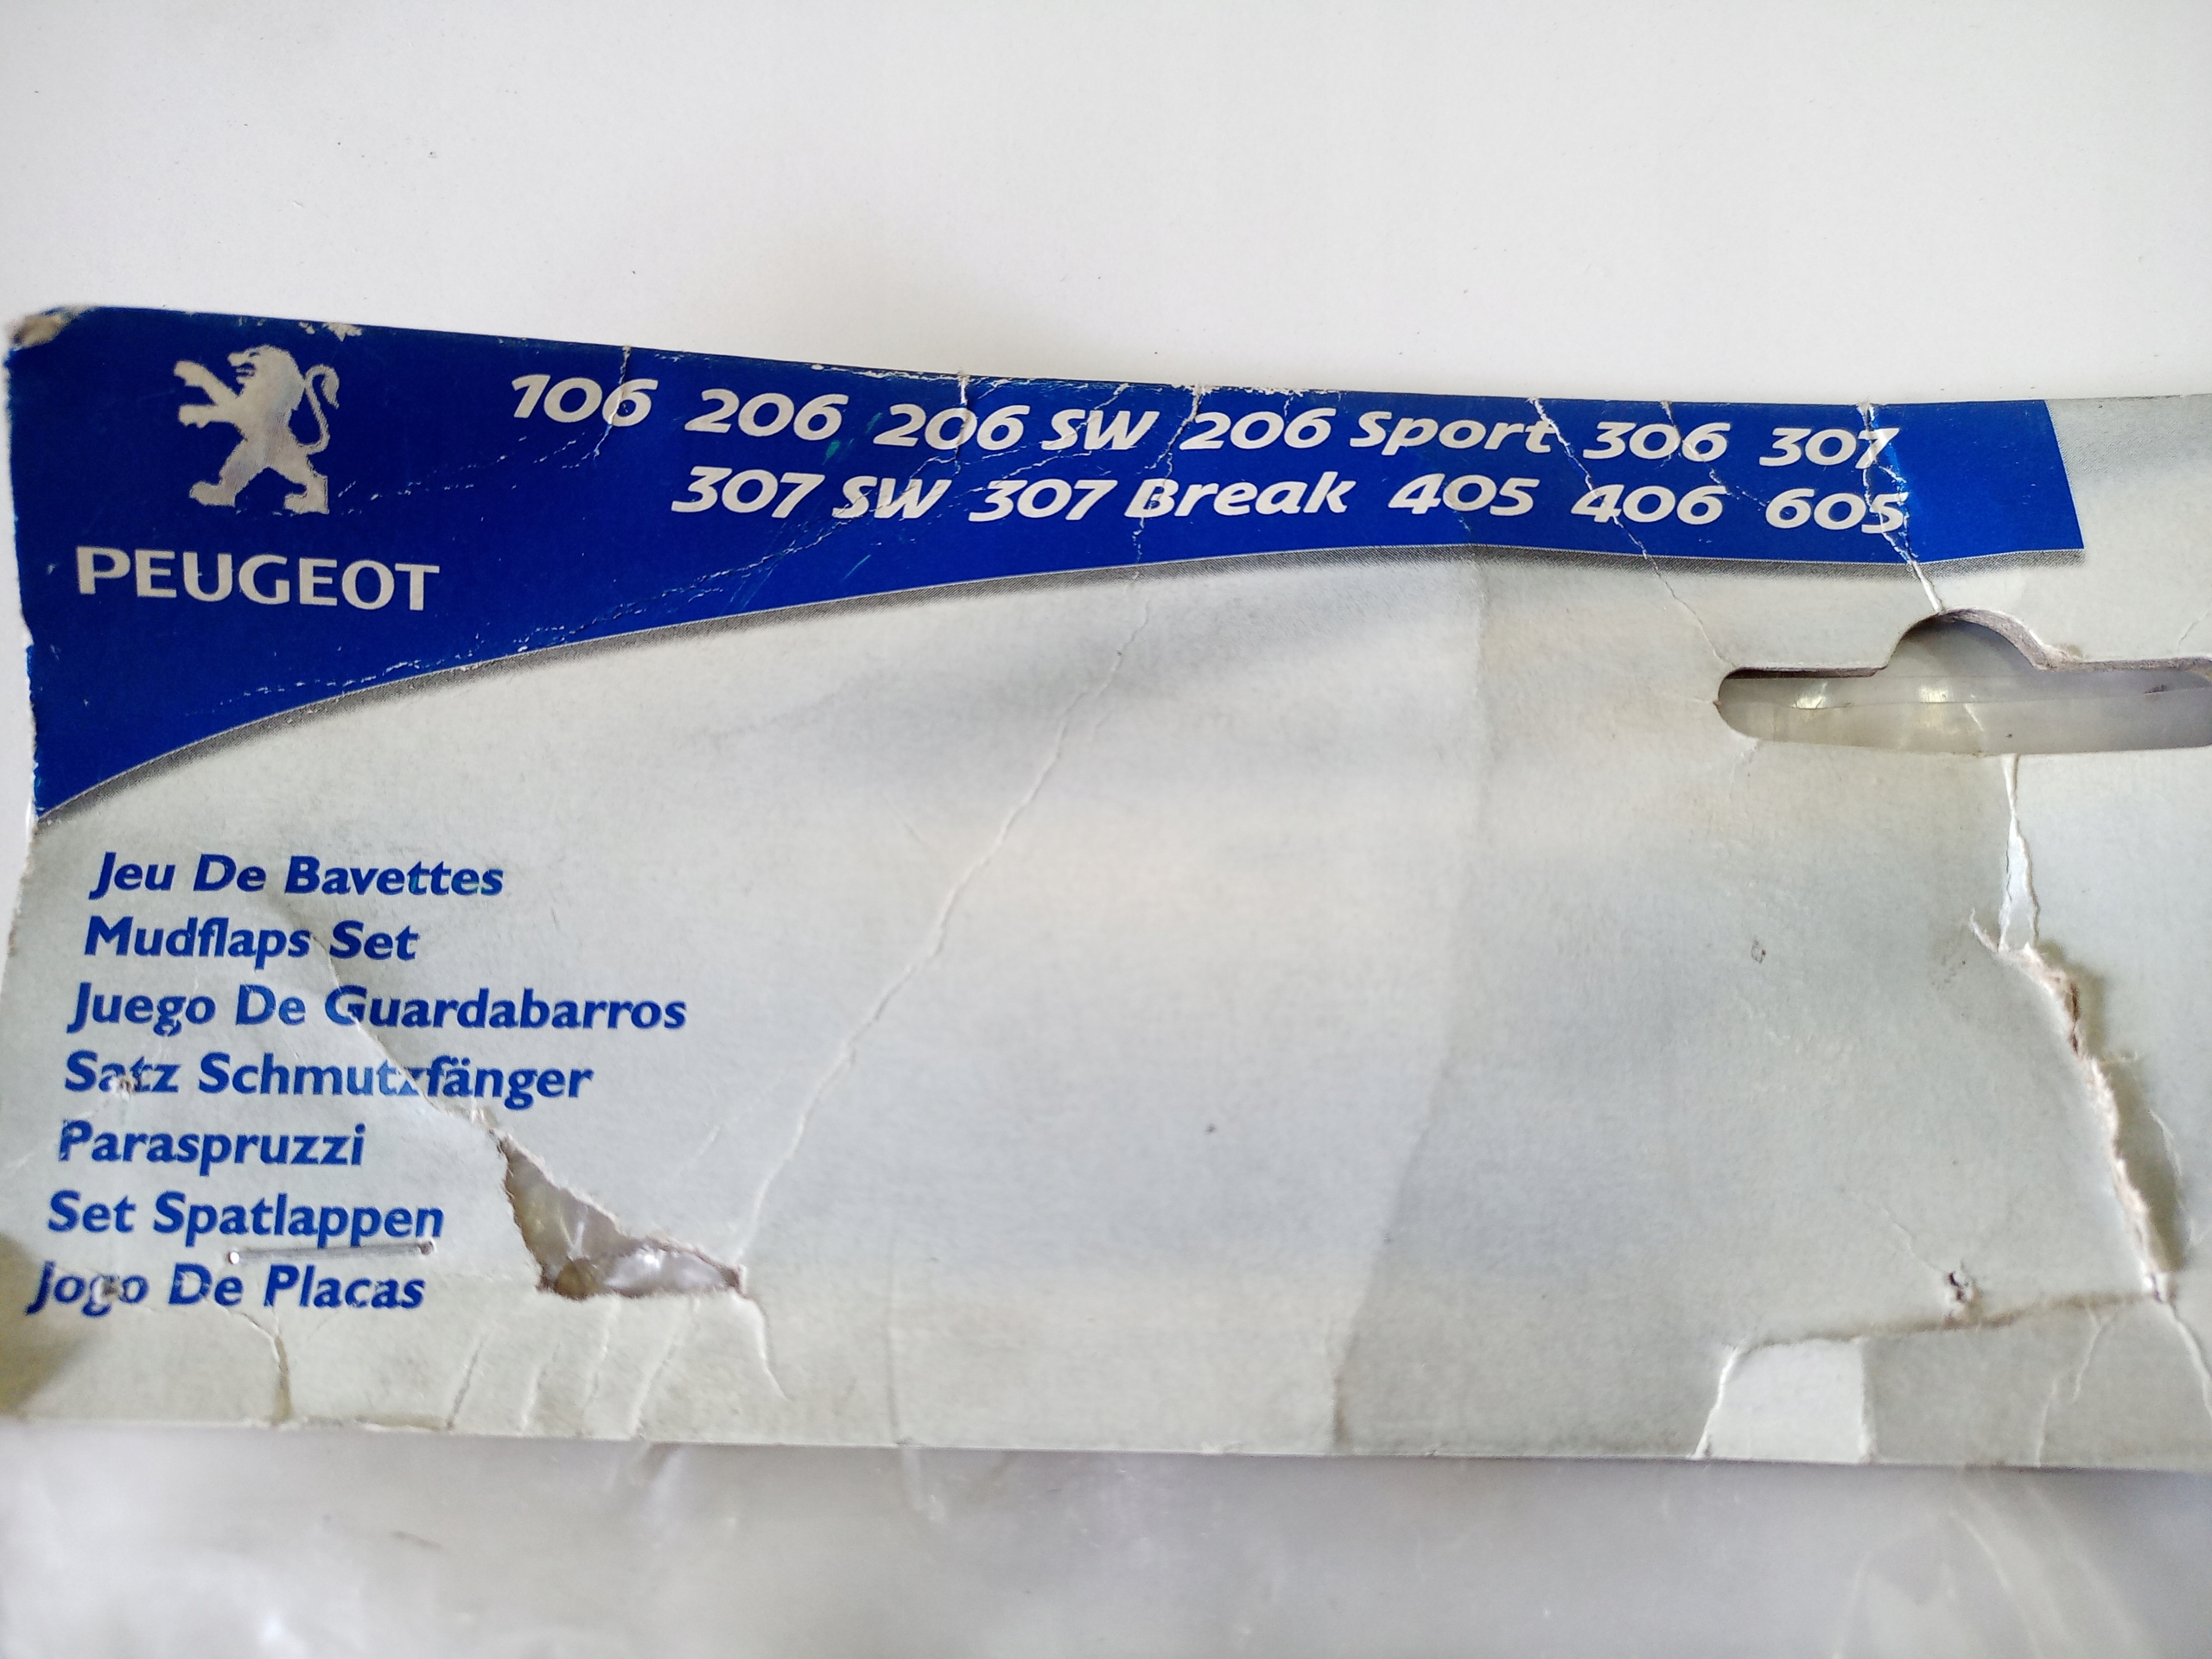 PEUGEOT
106 206 206 SW 206 Sport 306 307
307 SW 307 Break 405 406 605
Jeu De Bavettes
Mudflaps Set
Juego De Guardabarros
Satz Schmutzfänger
Paraspruzzi
Set Spatlappen
Jogo De Placas